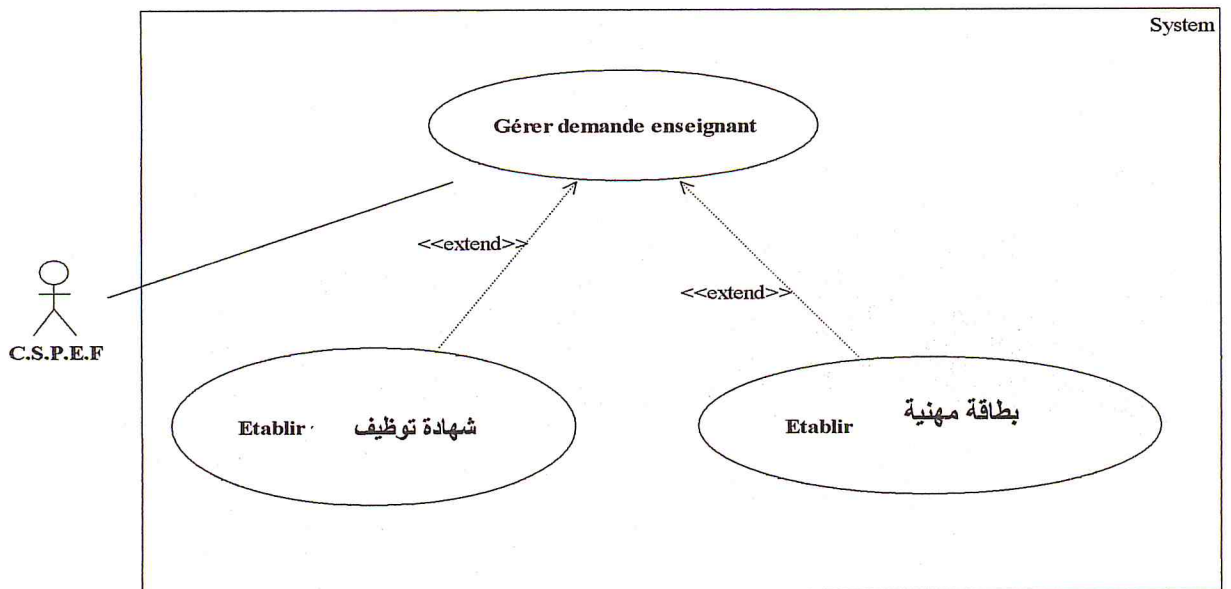 System
Gérer demande enseignant
<<extend>>
<<extend>>
C.S.P.E.F
Etablir شهادة توظيف
Etablir بطاقة مهنية